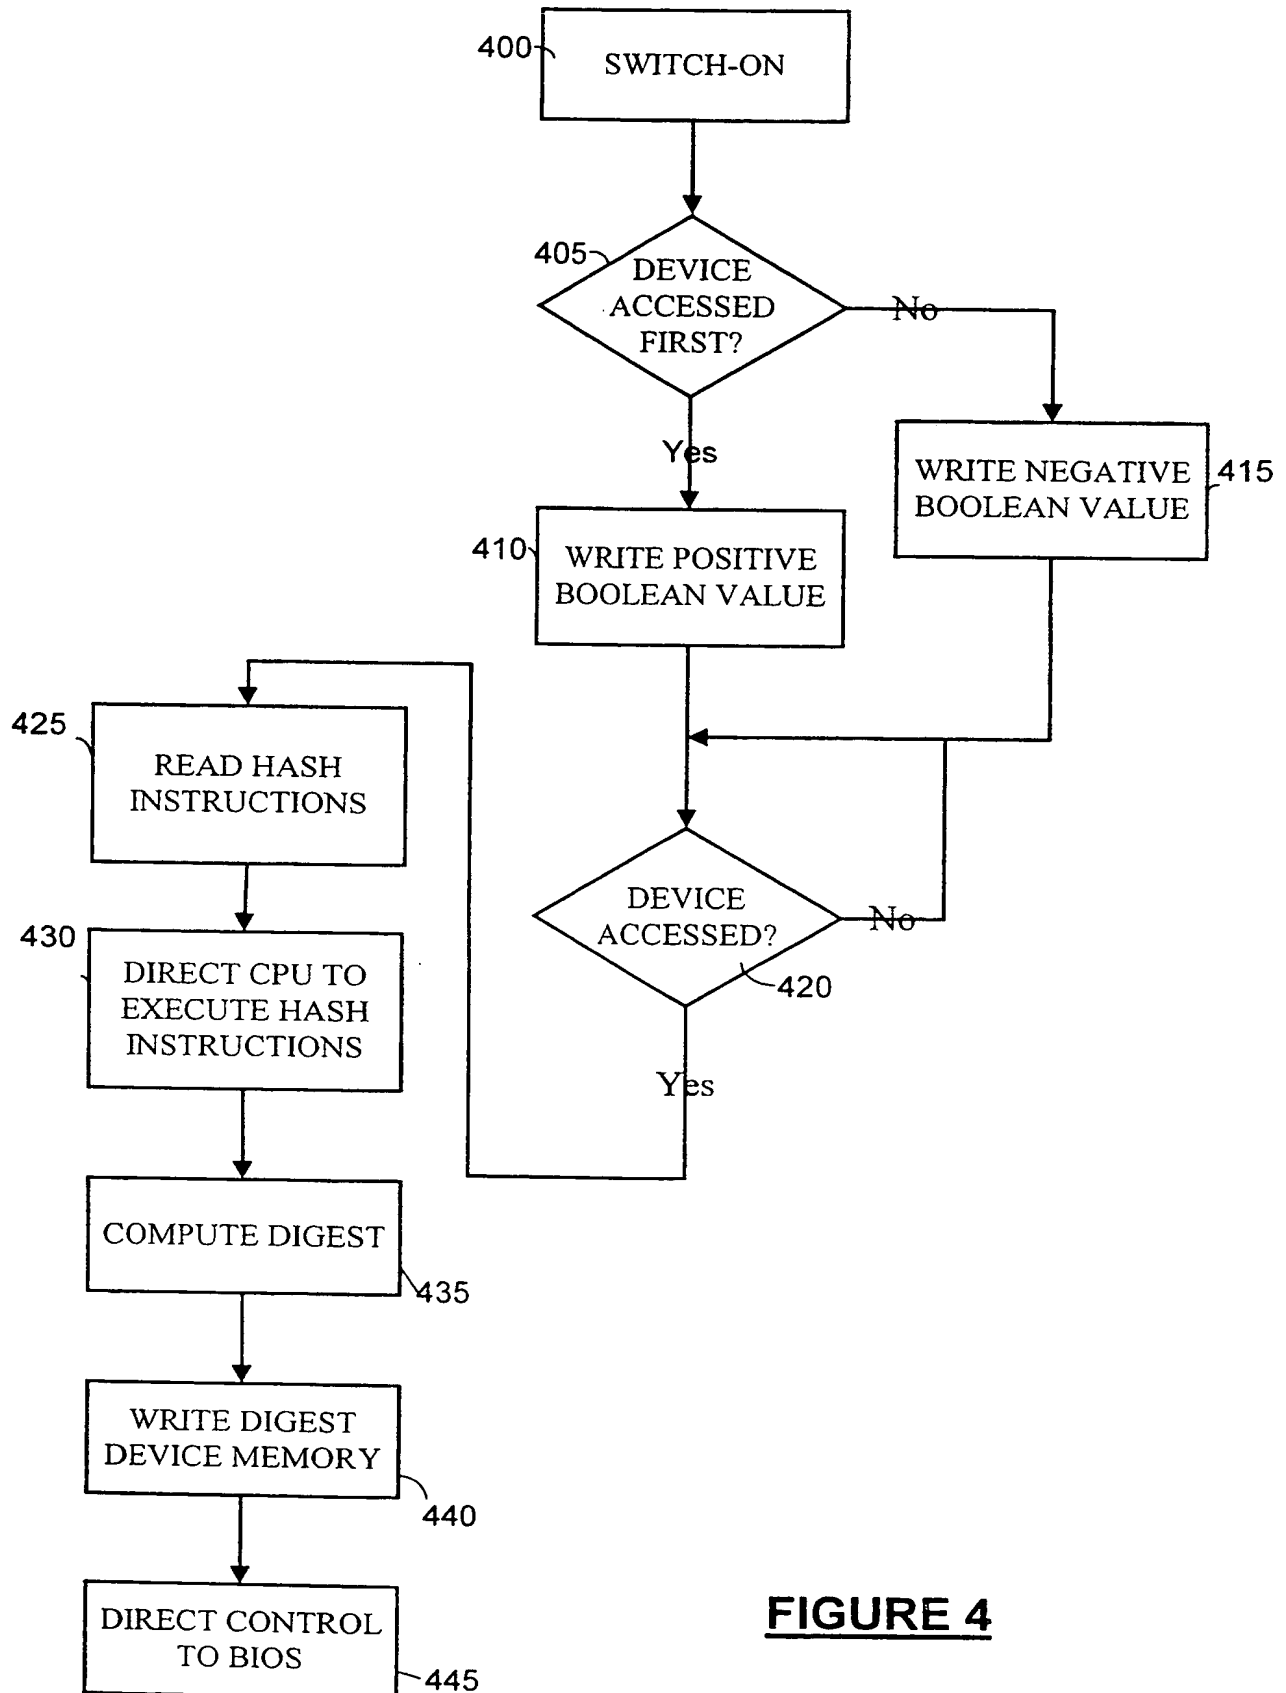 400
SWITCH-ON
405
DEVICE
ACCESSED
FIRST?
No
Yes
WRITE NEGATIVE
BOOLEAN VALUE
415
410
WRITE POSITIVE
BOOLEAN VALUE
DEVICE
ACCESSED?
No
420
Yes
425
READ HASH
INSTRUCTIONS
430
DIRECT CPU TO
EXECUTE HASH
INSTRUCTIONS
COMPUTE DIGEST
435
WRITE DIGEST
DEVICE MEMORY
440
DIRECT CONTROL
TO BIOS
445
FIGURE 4